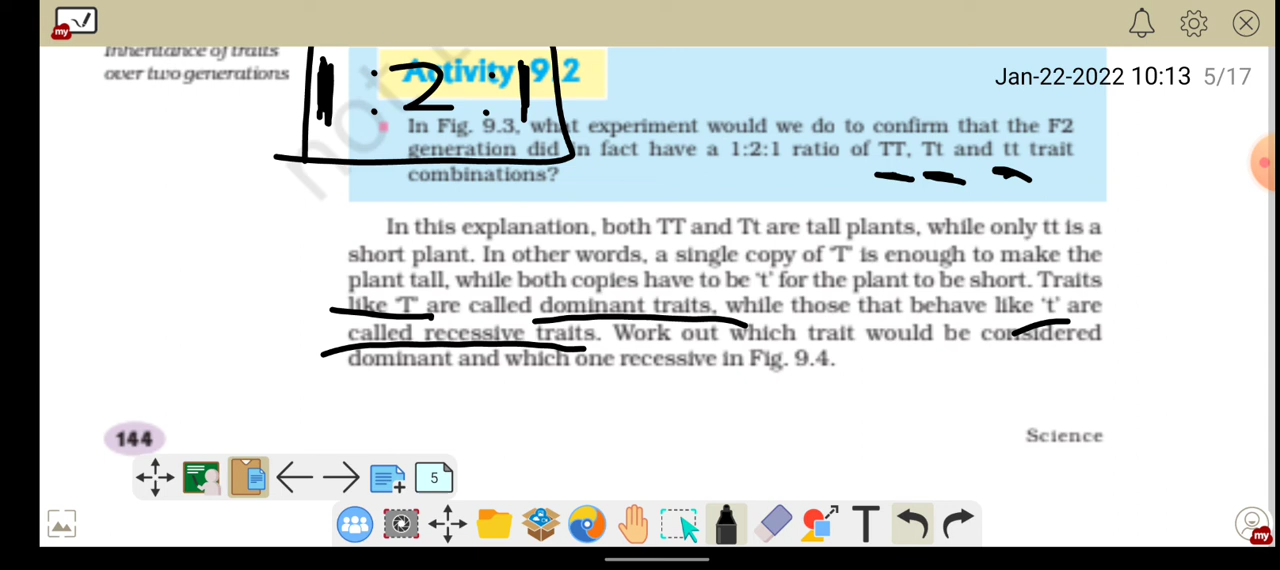 my
Inheritance of traits
over two generations
Activity 9.2
1 : 2 : 1
Jan-22-2022 10:13 5/17
not
In Fig. 9.3, what experiment would we do to confirm that the F2
generation did in fact have a 1:2:1 ratio of TT, Tt and tt trait
combinations?
In this explanation, both TT and Tt are tall plants, while only tt is a
short plant. In other words, a single copy of ‘T’ is enough to make the
plant tall, while both copies have to be ‘t’ for the plant to be short. Traits
like ‘T’ are called dominant traits, while those that behave like ‘t’ are
called recessive traits. Work out which trait would be considered
dominant and which one recessive in Fig. 9.4.
144
Science
5
T
my